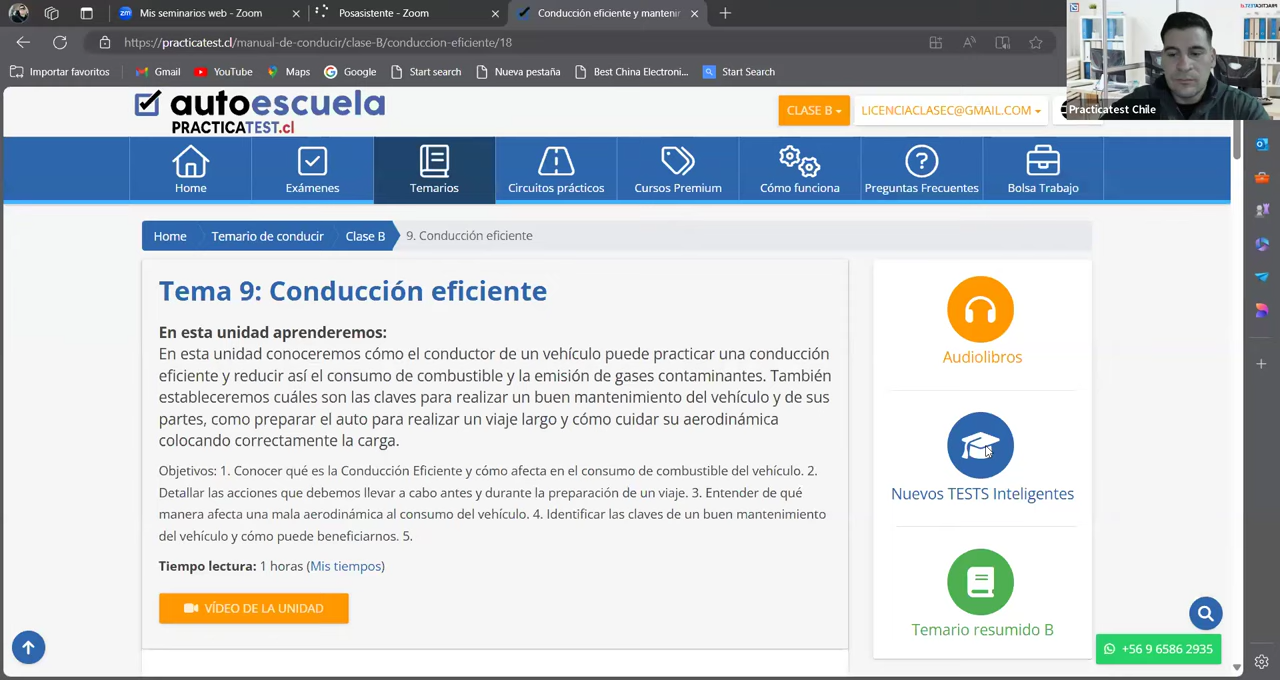 Mis seminarios web - Zoom
Posasistente - Zoom
Conducción eficiente y manteni
https://practicatest.cl/manual-de-conducir/clase-B/conduccion-eficiente/18
Importar favoritos
Gmail
YouTube
Maps
Google
Start search
Nueva pestaña
Best China Electroni...
Start Search
Practicatest Chile
autoescuela
PRACTICATEST.cl
CLASE B
LICENCIACLASEC@GMAIL.COM
Home
Exámenes
Temarios
Circuitos prácticos
Cursos Premium
Cómo funciona
Preguntas Frecuentes
Bolsa Trabajo
Home
Temario de conducir
Clase B
9. Conducción eficiente
Tema 9: Conducción eficiente
En esta unidad aprenderemos:
En esta unidad conoceremos cómo el conductor de un vehículo puede practicar una conducción
eficiente y reducir así el consumo de combustible y la emisión de gases contaminantes. También
estableceremos cuáles son las claves para realizar un buen mantenimiento del vehículo y de sus
partes, como preparar el auto para realizar un viaje largo y cómo cuidar su aerodinámica
colocando correctamente la carga.
Objetivos: 1. Conocer qué es la Conducción Eficiente y cómo afecta en el consumo de combustible del vehículo. 2.
Detallar las acciones que debemos llevar a cabo antes y durante la preparación de un viaje. 3. Entender de qué
manera afecta una mala aerodinámica al consumo del vehículo. 4. Identificar las claves de un buen mantenimiento
del vehículo y cómo puede beneficiarnos. 5.
Tiempo lectura: 1 horas (Mis tiempos)
VÍDEO DE LA UNIDAD
Audiolibros
Nuevos TESTS Inteligentes
Temario resumido B
+56 9 6586 2935